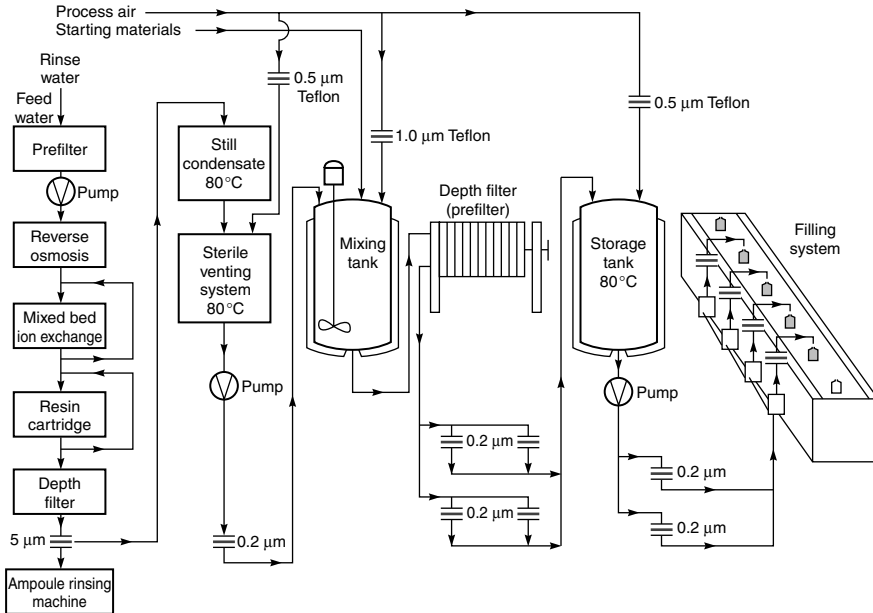 Process air
Starting materials
Rinse
water
Feed
water
Prefilter
Pump
Reverse
osmosis
Mixed bed
ion exchange
Resin
cartridge
Depth
filter
5 μm
Ampoule rinsing
machine
Still
condensate
80°C
Sterile
venting
system
80°C
Pump
0.2 μm
0.5 μm
Teflon
1.0 μm Teflon
Mixing
tank
Depth filter
(prefilter)
0.2 μm
0.2 μm
0.5 μm Teflon
Storage
tank
80°C
Pump
0.2 μm
0.2 μm
Filling
system